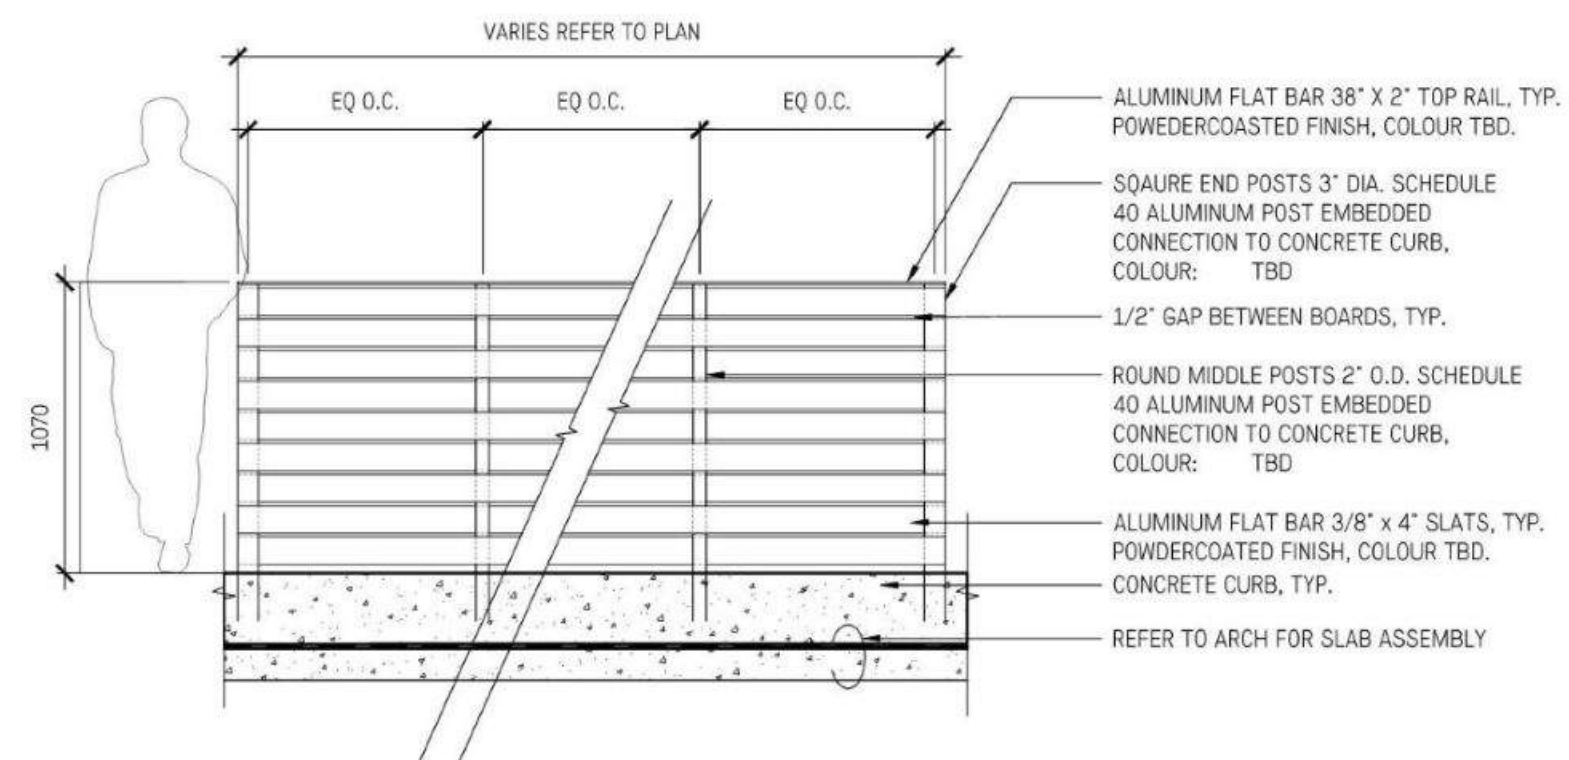 VARIES REFER TO PLAN
EQ O.C. EQ O.C. EQ O.C.
ALUMINUM FLAT BAR 38" X 2" TOP RAIL, TYP.
POWEDERCOASTED FINISH, COLOUR TBD.
SQAURE END POSTS 3" DIA. SCHEDULE
40 ALUMINUM POST EMBEDDED
CONNECTION TO CONCRETE CURB,
COLOUR: TBD
1/2" GAP BETWEEN BOARDS, TYP.
ROUND MIDDLE POSTS 2" O.D. SCHEDULE
40 ALUMINUM POST EMBEDDED
CONNECTION TO CONCRETE CURB,
COLOUR: TBD
1070
ALUMINUM FLAT BAR 3/8" x 4" SLATS, TYP.
POWDERCOATED FINISH, COLOUR TBD.
CONCRETE CURB, TYP.
REFER TO ARCH FOR SLAB ASSEMBLY